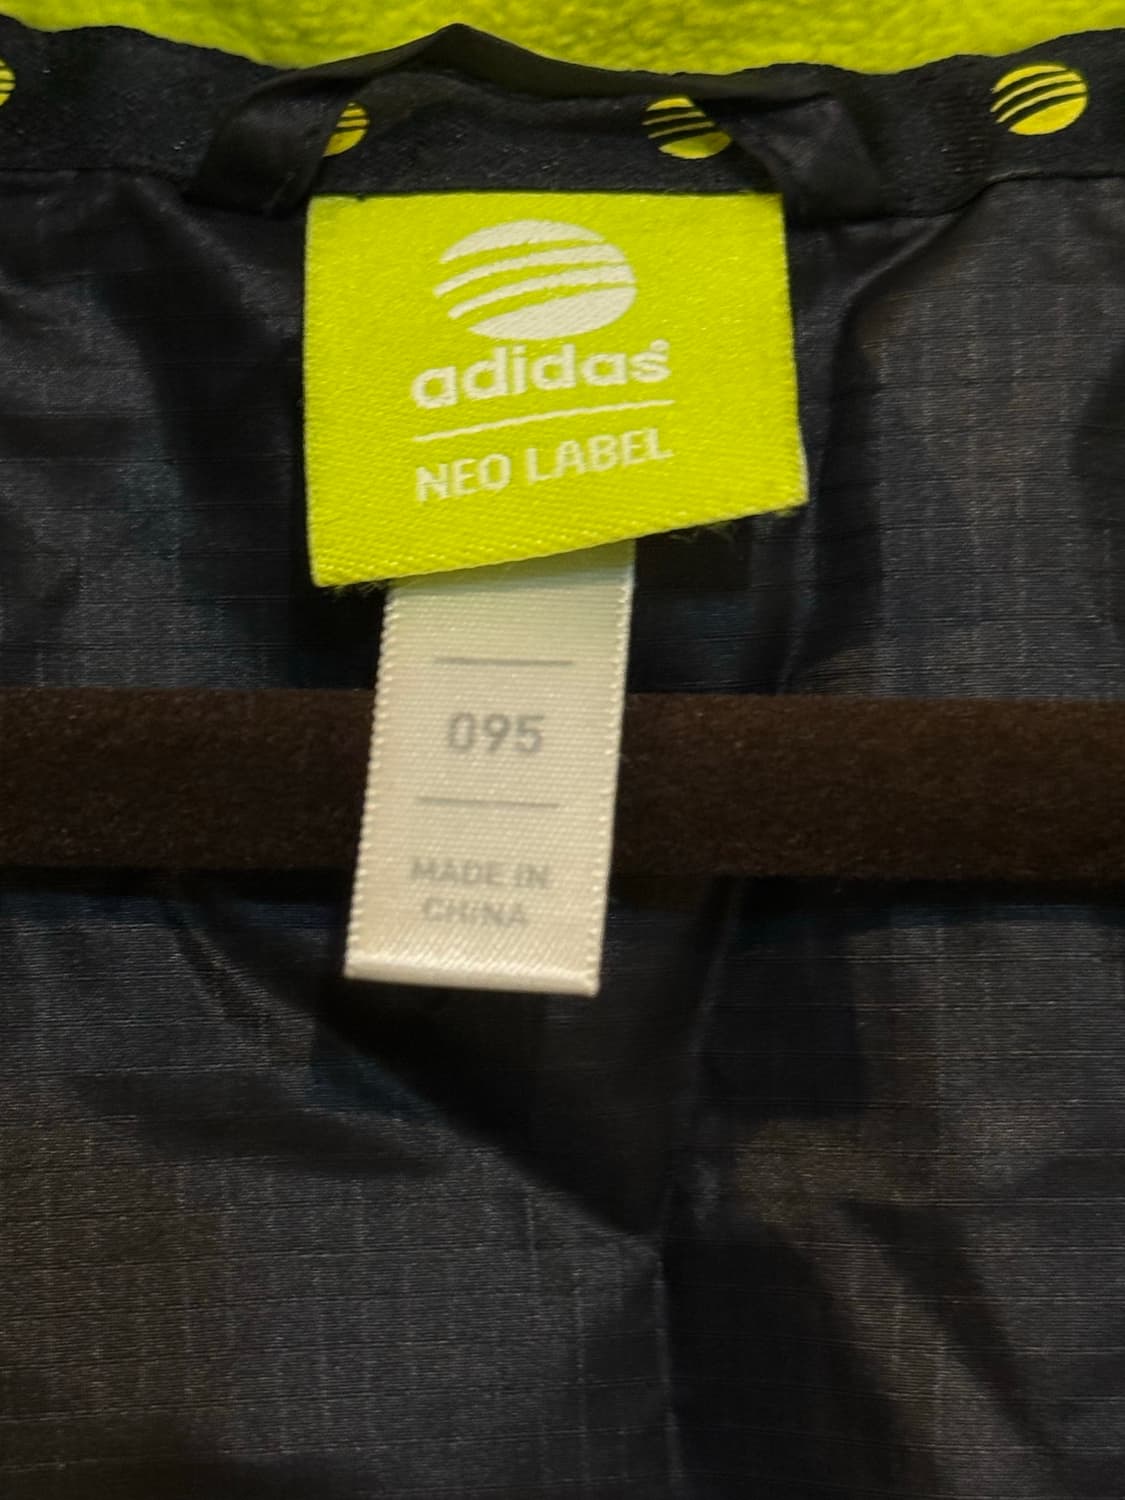 adidas®
NEO LABEL
095
MADE IN
CHINA